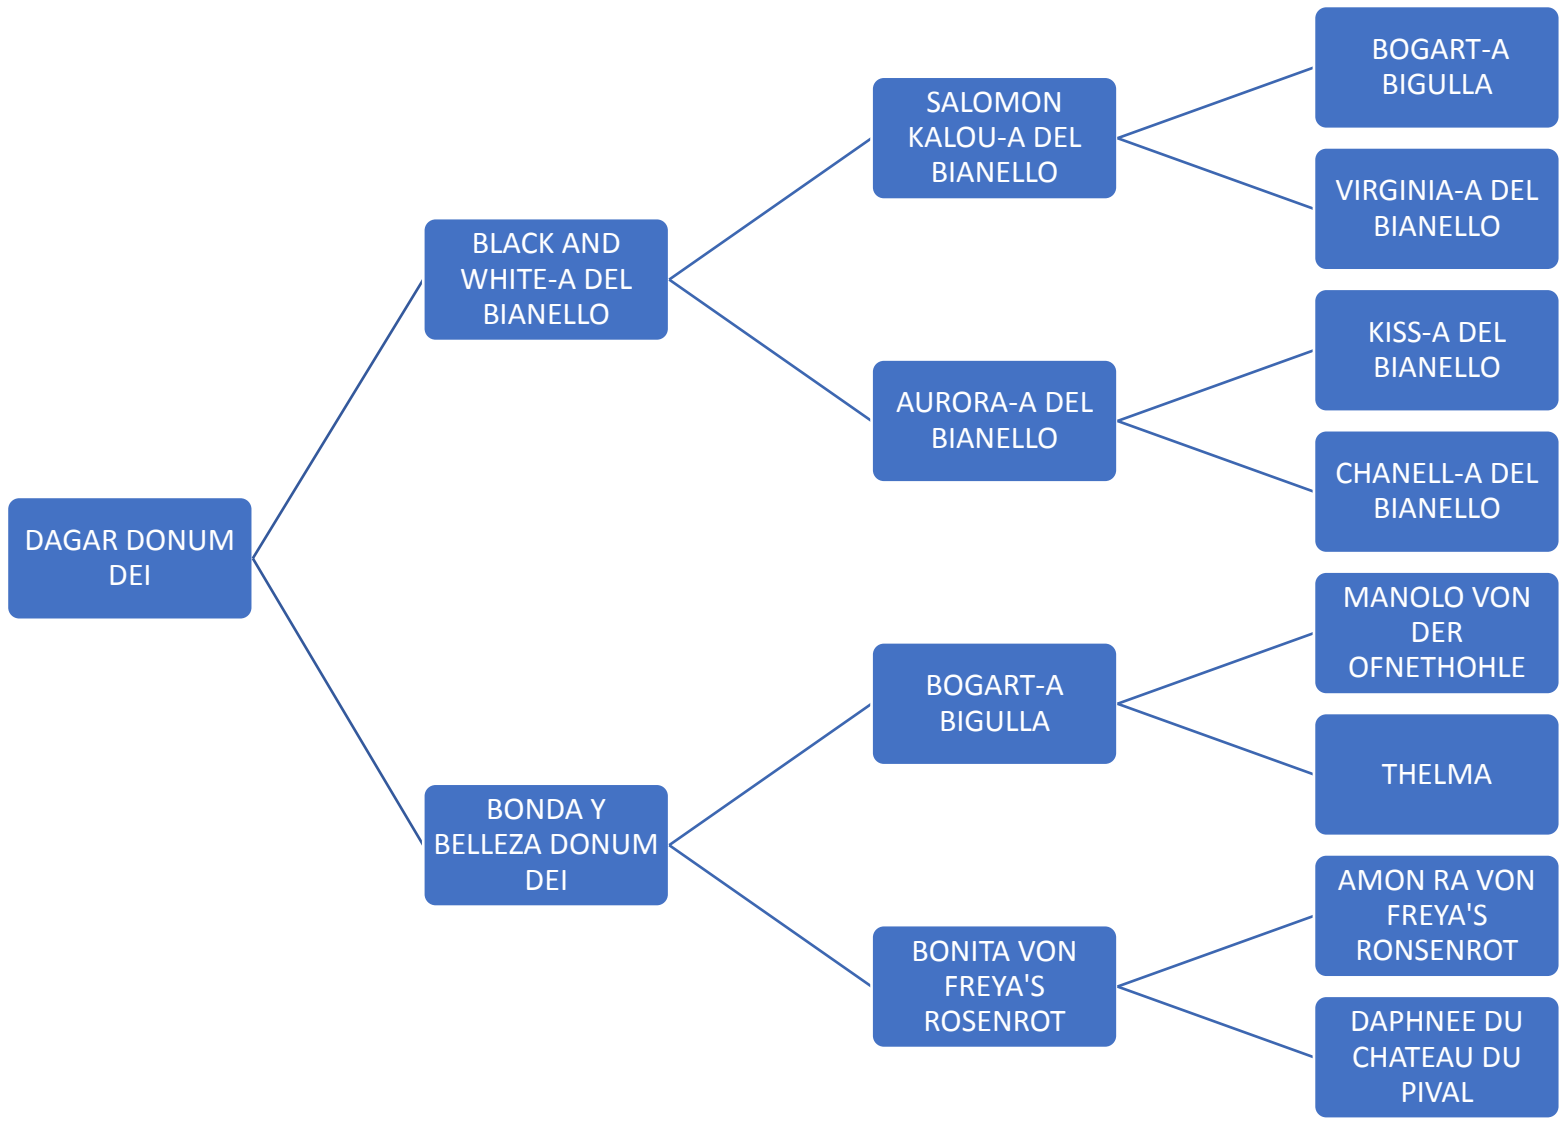 DAGAR DONUM
DEI
BLACK AND
WHITE-A DEL
BIANELLO
SALOMON
KALOU-A DEL
BIANELLO
BOGART-A
BIGULLA
VIRGINIA-A DEL
BIANELLO
AURORA-A DEL
BIANELLO
KISS-A DEL
BIANELLO
CHANELL-A DEL
BIANELLO
BONDA Y
BELLEZA DONUM
DEI
BOGART-A
BIGULLA
MANOLO VON
DER
OFNETHOHLE
THELMA
BONITA VON
FREYA'S
ROSENROT
AMON RA VON
FREYA'S
RONSENROT
DAPHNEE DU
CHATEAU DU
PIVAL